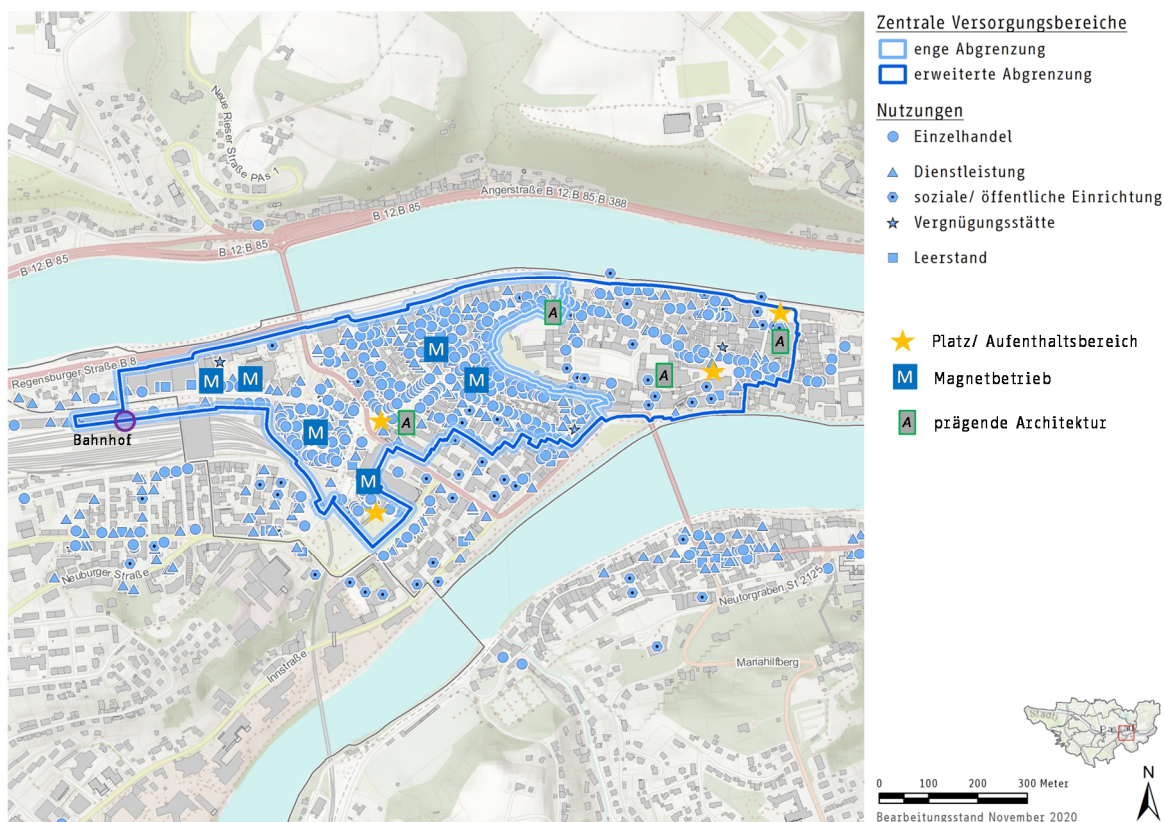 Zentrale Versorgungsbereiche
enge Abgrenzung
erweiterte Abgrenzung
Nutzungen
Einzelhandel
Dienstleistung
soziale/ öffentliche Einrichtung
Vergnügungsstätte
Leerstand
Platz/ Aufenthaltsbereich
M Magnetbetrieb
A prägende Architektur
Neue Rieser Straße PAs 1
Angerstraße B 12;B 85;B 388
B 12;B 85
B 12;B 85
B 12;B 85
Regensburger Straße B 8
A
A
A
A
M
M
M
M
M
M
Bahnhof
Neuburger Straße
Neutorgraben St 2125
Mariahilfberg
Innstraße
0 100 200 300 Meter
N
Bearbeitungsstand November 2020